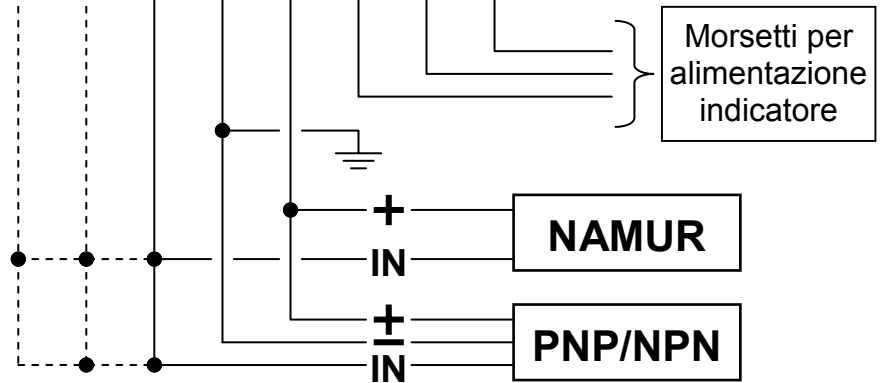 Morsetti per
alimentazione
indicatore
+
NAMUR
IN
+
−
PNP/NPN
IN